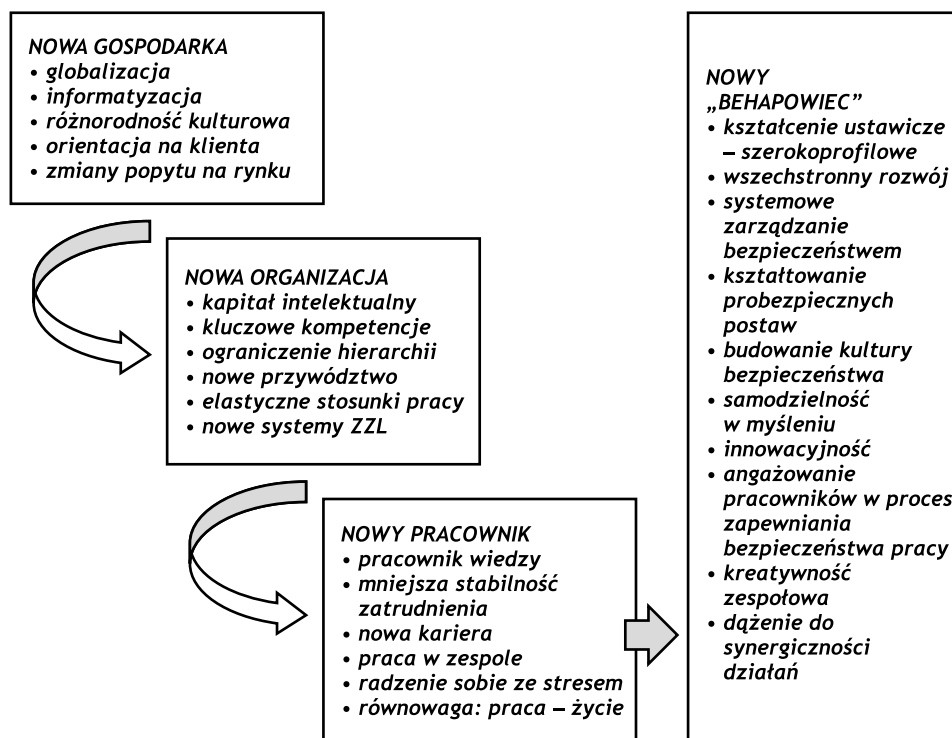 NOWA GOSPODARKA
• globalizacja
• informatyzacja
• różnorodność kulturowa
• orientacja na klienta
• zmiany popytu na rynku
NOWA ORGANIZACJA
• kapitał intelektualny
• kluczowe kompetencje
• ograniczenie hierarchii
• nowe przywództwo
• elastyczne stosunki pracy
• nowe systemy ZZL
NOWY PRACOWNIK
• pracownik wiedzy
• mniejsza stabilność
zatrudnienia
• nowa kariera
• praca w zespole
• radzenie sobie ze stresem
• równowaga: praca – życie
NOWY
„BEHAPOWIEC”
• kształcenie ustawicze
– szerokoprofilowe
• wszechstronny rozwój
• systemowe
zarządzanie
bezpieczeństwem
• kształtowanie
probezpiecznych
postaw
• budowanie kultury
bezpieczeństwa
• samodzielność
w myśleniu
• innowacyjność
• angażowanie
pracowników w proces
zapewniania
bezpieczeństwa pracy
• kreatywność
zespołowa
• dążenie do
synergiczności
działań